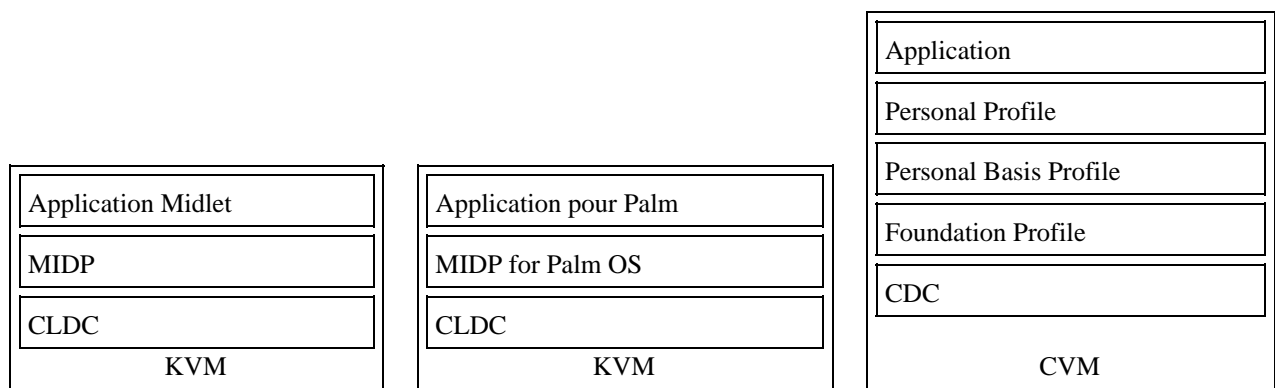 Application Midlet
MIDP
CLDC
KVM
Application pour Palm
MIDP for Palm OS
CLDC
KVM
Application
Personal Profile
Personal Basis Profile
Foundation Profile
CDC
CVM